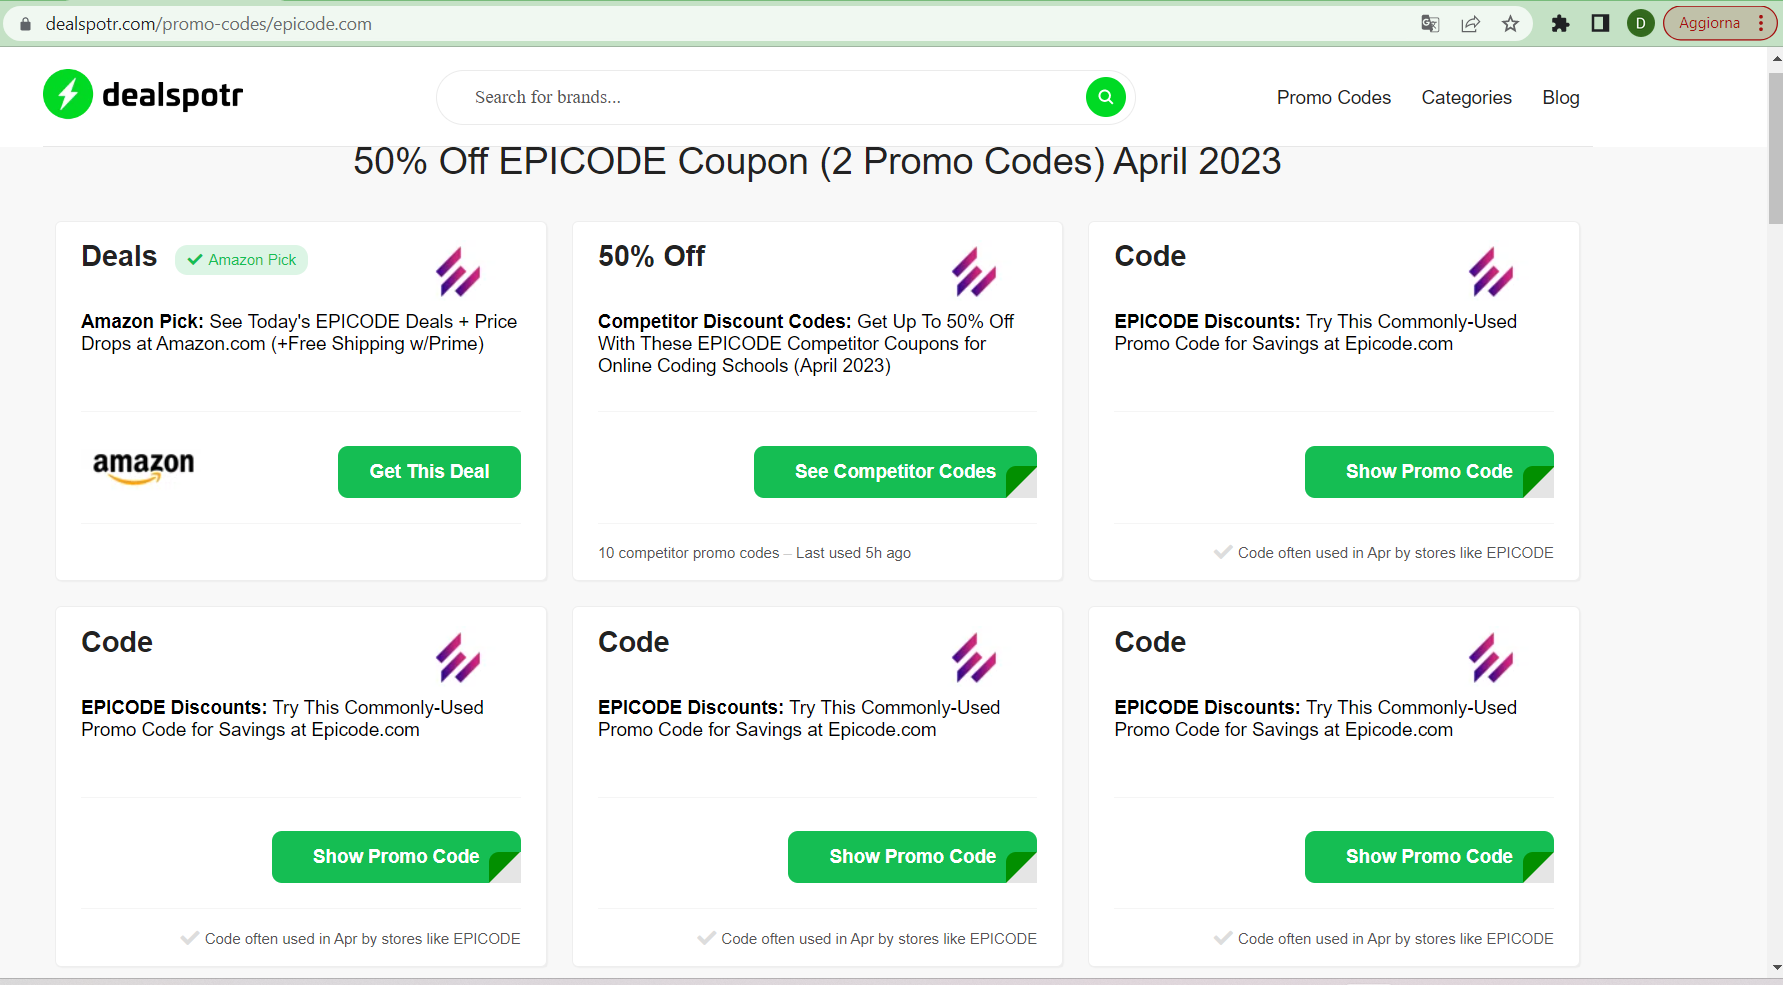 dealspotr.com/promo-codes/epicode.com
D
Aggiorna
dealspotr
Search for brands...
Promo Codes
Categories
Blog
50% Off EPICODE Coupon (2 Promo Codes) April 2023
Deals
Amazon Pick
Amazon Pick: See Today's EPICODE Deals + Price
Drops at Amazon.com (+Free Shipping w/Prime)
amazon
Get This Deal
50% Off
Competitor Discount Codes: Get Up To 50% Off
With These EPICODE Competitor Coupons for
Online Coding Schools (April 2023)
See Competitor Codes
10 competitor promo codes – Last used 5h ago
Code
EPICODE Discounts: Try This Commonly-Used
Promo Code for Savings at Epicode.com
Show Promo Code
Code often used in Apr by stores like EPICODE
Code
EPICODE Discounts: Try This Commonly-Used
Promo Code for Savings at Epicode.com
Show Promo Code
Code often used in Apr by stores like EPICODE
Code
EPICODE Discounts: Try This Commonly-Used
Promo Code for Savings at Epicode.com
Show Promo Code
Code often used in Apr by stores like EPICODE
Code
EPICODE Discounts: Try This Commonly-Used
Promo Code for Savings at Epicode.com
Show Promo Code
Code often used in Apr by stores like EPICODE